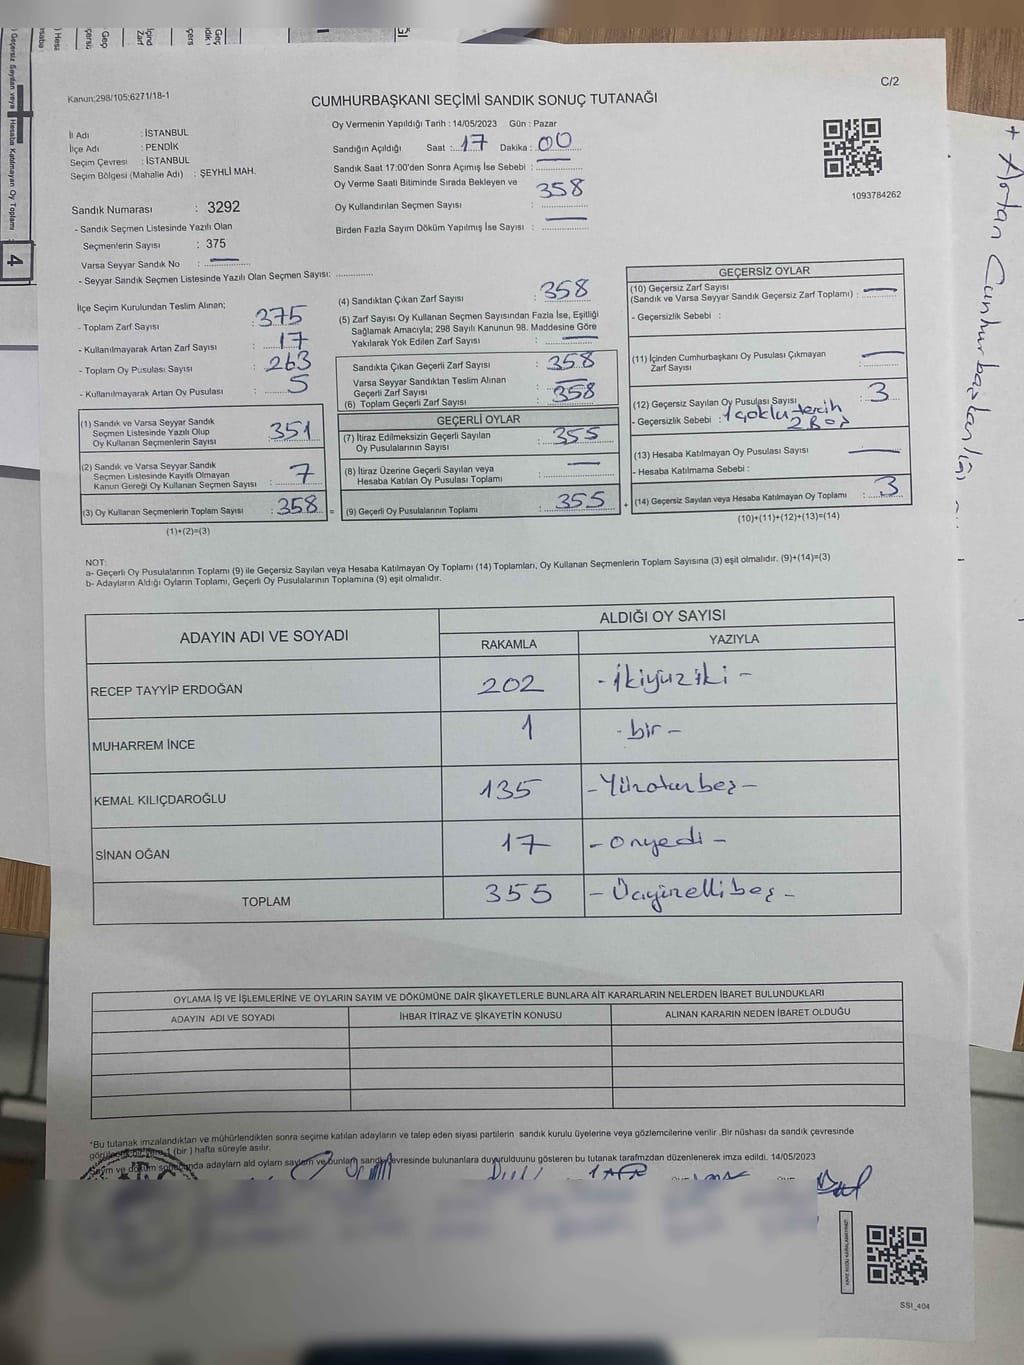 C/2
Kanun;298/105;6271/18-1
CUMHURBAŞKANI SEÇİMİ SANDIK SONUÇ TUTANAĞI
Oy Vermenin Yapıldığı Tarih : 14/05/2023 Gün : Pazar
İl Adı : İSTANBUL
İlçe Adı : PENDİK
Seçim Çevresi : İSTANBUL
Seçim Bölgesi (Mahalle Adı) : ŞEYHLİ MAH.
Sandığın Açıldığı Saat : 17 Dakika : 00
Sandık Saat 17:00'den Sonra Açımış İse Sebebi :
Oy Verme Saati Bitiminde Sırada Bekleyen ve
Oy Kullandırılan Seçmen Sayısı : 358
Birden Fazla Sayım Döküm Yapılmış İse Sayısı :
1093784262
Sandık Numarası : 3292
- Sandık Seçmen Listesinde Yazılı Olan
Seçmenlerin Sayısı : 375
Varsa Seyyar Sandık No :
- Seyyar Sandık Seçmen Listesinde Yazılı Olan Seçmen Sayısı:
İlçe Seçim Kurulundan Teslim Alınan;
- Toplam Zarf Sayısı : 375
- Kullanılmayarak Artan Zarf Sayısı : 17
- Toplam Oy Pusulası Sayısı : 263
- Kullanılmayarak Artan Oy Pusulası : 5
(1) Sandık ve Varsa Seyyar Sandık
Seçmen Listesinde Yazılı Olup
Oy Kullanan Seçmenlerin Sayısı : 351
(2) Sandık ve Varsa Seyyar Sandık
Seçmen Listesinde Kayıtlı Olmayan
Kanun Gereği Oy Kullanan Seçmen Sayısı : 7
(3) Oy Kullanan Seçmenlerin Toplam Sayısı : 358 =
(1)+(2)=(3)
(4) Sandıktan Çıkan Zarf Sayısı : 358
(5) Zarf Sayısı Oy Kullanan Seçmen Sayısından Fazla İse, Eşitliği
Sağlamak Amacıyla; 298 Sayılı Kanunun 98. Maddesine Göre
Yakılarak Yok Edilen Zarf Sayısı :
Sandıkta Çıkan Geçerli Zarf Sayısı : 358
Varsa Seyyar Sandıktan Teslim Alınan
Geçerli Zarf Sayısı :
(6) Toplam Geçerli Zarf Sayısı : 358
GEÇERLİ OYLAR
(7) İtiraz Edilmeksizin Geçerli Sayılan
Oy Pusulalarının Sayısı : 355
(8) İtiraz Üzerine Geçerli Sayılan veya
Hesaba Katılan Oy Pusulası Toplamı :
(9) Geçerli Oy Pusulalarının Toplamı : 355 +
GEÇERSİZ OYLAR
(10) Geçersiz Zarf Sayısı
(Sandık ve Varsa Seyyar Sandık Geçersiz Zarf Toplamı) :
- Geçersizlik Sebebi :
(11) İçinden Cumhurbaşkanı Oy Pusulası Çıkmayan
Zarf Sayısı :
(12) Geçersiz Sayılan Oy Pusulası Sayısı : 3
- Geçersizlik Sebebi : 1 çoklu tercih
2 Boş
(13) Hesaba Katılmayan Oy Pusulası Sayısı :
- Hesaba Katılmama Sebebi :
(14) Geçersiz Sayılan veya Hesaba Katılmayan Oy Toplamı : 3
(10)+(11)+(12)+(13)=(14)
NOT:
a- Geçerli Oy Pusulalarının Toplamı (9) ile Geçersiz Sayılan veya Hesaba Katılmayan Oy Toplamı (14) Toplamları, Oy Kullanan Seçmenlerin Toplam Sayısına (3) eşit olmalıdır. (9)+(14)=(3)
b- Adayların Aldığı Oyların Toplamı, Geçerli Oy Pusulalarının Toplamına (9) eşit olmalıdır.
ADAYIN ADI VE SOYADI
ALDIĞI OY SAYISI
RAKAMLA YAZIYLA
RECEP TAYYİP ERDOĞAN 202 - İkiyüziki -
MUHARREM İNCE 1 - bir -
KEMAL KILIÇDAROĞLU 135 - Yüzotuzbeş -
SİNAN OĞAN 17 - onyedi -
TOPLAM 355 - Üçyüzellibeş -
OYLAMA İŞ VE İŞLEMLERİNE VE OYLARIN SAYIM VE DÖKÜMÜNE DAİR ŞİKAYETLERLE BUNLARA AİT KARARLARIN NELERDEN İBARET BULUNDUKLARI
ADAYIN ADI VE SOYADI İHBAR İTİRAZ VE ŞİKAYETİN KONUSU ALINAN KARARIN NEDEN İBARET OLDUĞU
*Bu tutanak imzalandıktan ve mühürlendikten sonra seçime katılan adayların ve talep eden siyasi partilerin sandık kurulu üyelerine veya gözlemcilerine verilir .Bir nüshası da sandık çevresinde
(bir ) hafta süreyle asılır.
ve döküm adayların ald oyların ve bunların çevresinde bulunanlara duyurulduunu gösteren bu tutanak tarafmzdan düzenlenerek imza edildi. 14/05/2023
SSI_404
) Geçersiz Sayılan veya Hesaba Katılmayan Oy Toplamı
4
+ Artan Cumhurbaşkanlığı